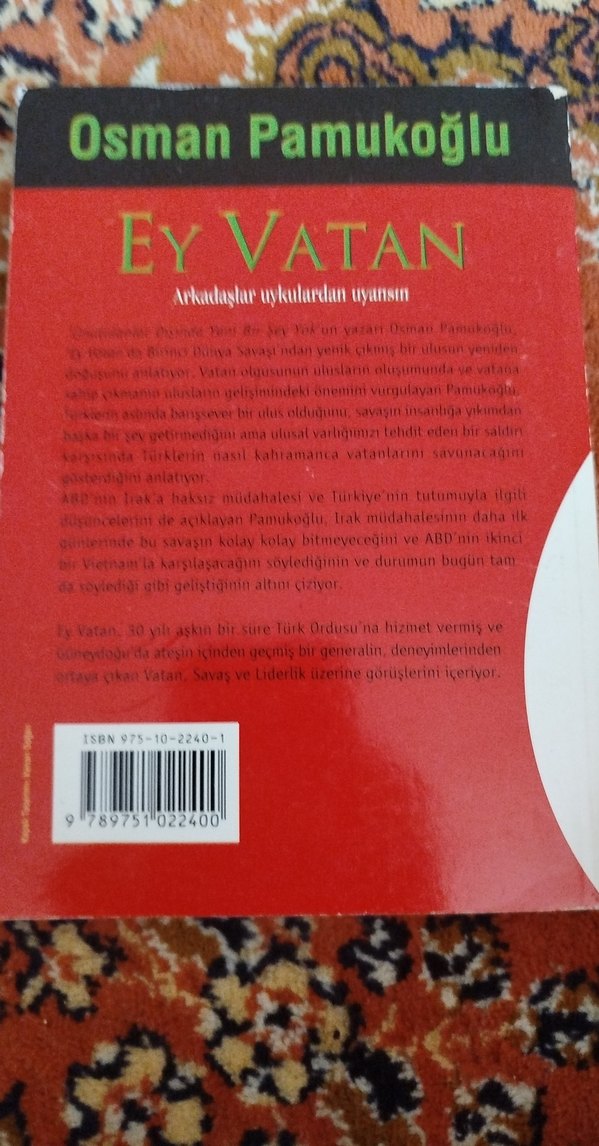 Osman Pamukoğlu
EY VATAN
Arkadaşlar uykulardan uyansın
Dışında Yeni Bir Şey Yok'un yazarı Osman Pamukoğlu,
Ey Vatan'da Birinci Dünya Savaşı'ndan yenik çıkmış bir ulusun yeniden
doğuşunu anlatıyor. Vatan olgusunun ulusların oluşumunda ve vatana
sahip çıkmanın ulusların gelişimindeki önemini vurgulayan Pamukoğlu,
Türklerin aslında barışsever bir ulus olduğunu, savaşın insanlığa yıkımdan
başka bir şey getirmediğini ama ulusal varlığımızı tehdit eden bir saldırı
karşısında Türklerin nasıl kahramanca vatanlarını savunacağını
gösterdiğini anlatıyor.
ABD'nin Irak'a haksız müdahalesi ve Türkiye'nin tutumuyla ilgili
düşüncelerini de açıklayan Pamukoğlu, Irak müdahalesinin daha ilk
günlerinde bu savaşın kolay kolay bitmeyeceğini ve ABD'nin ikinci
bir Vietnam'la karşılaşacağını söylediğinin ve durumun bugün tam
da söylediği gibi geliştiğinin altını çiziyor.
Ey Vatan, 30 yılı aşkın bir süre Türk Ordusu'na hizmet vermiş ve
Güneydoğu'da ateşin içinden geçmiş bir generalin, deneyimlerinden
ortaya çıkan Vatan, Savaş ve Liderlik üzerine görüşlerini içeriyor.
ISBN 975-10-2240-1
9 789751 022400